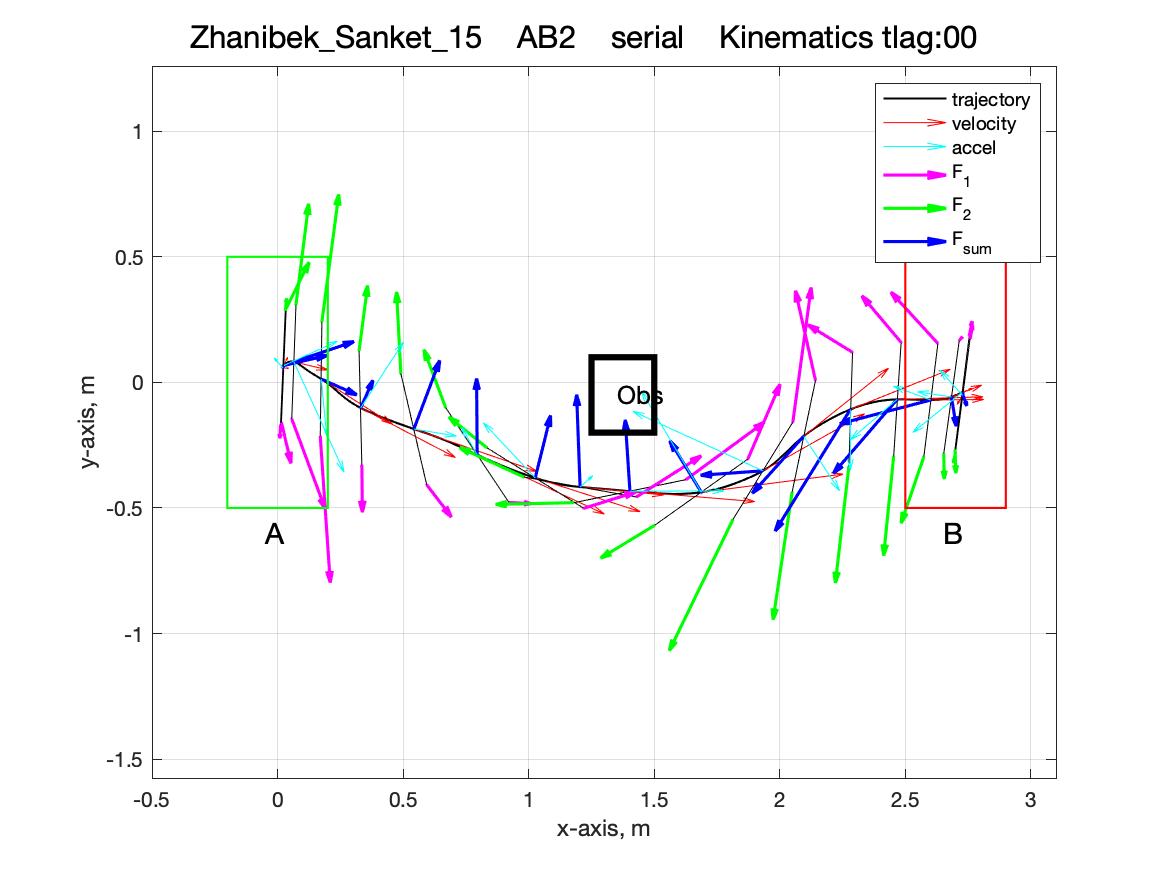 Zhanibek_Sanket_15 AB2 serial Kinematics tlag:00
trajectory
velocity
accel
F1
F2
Fsum
1
0.5
0
-0.5
-1
-1.5
y-axis, m
Obs
A
B
-0.5 0 0.5 1 1.5 2 2.5 3
x-axis, m